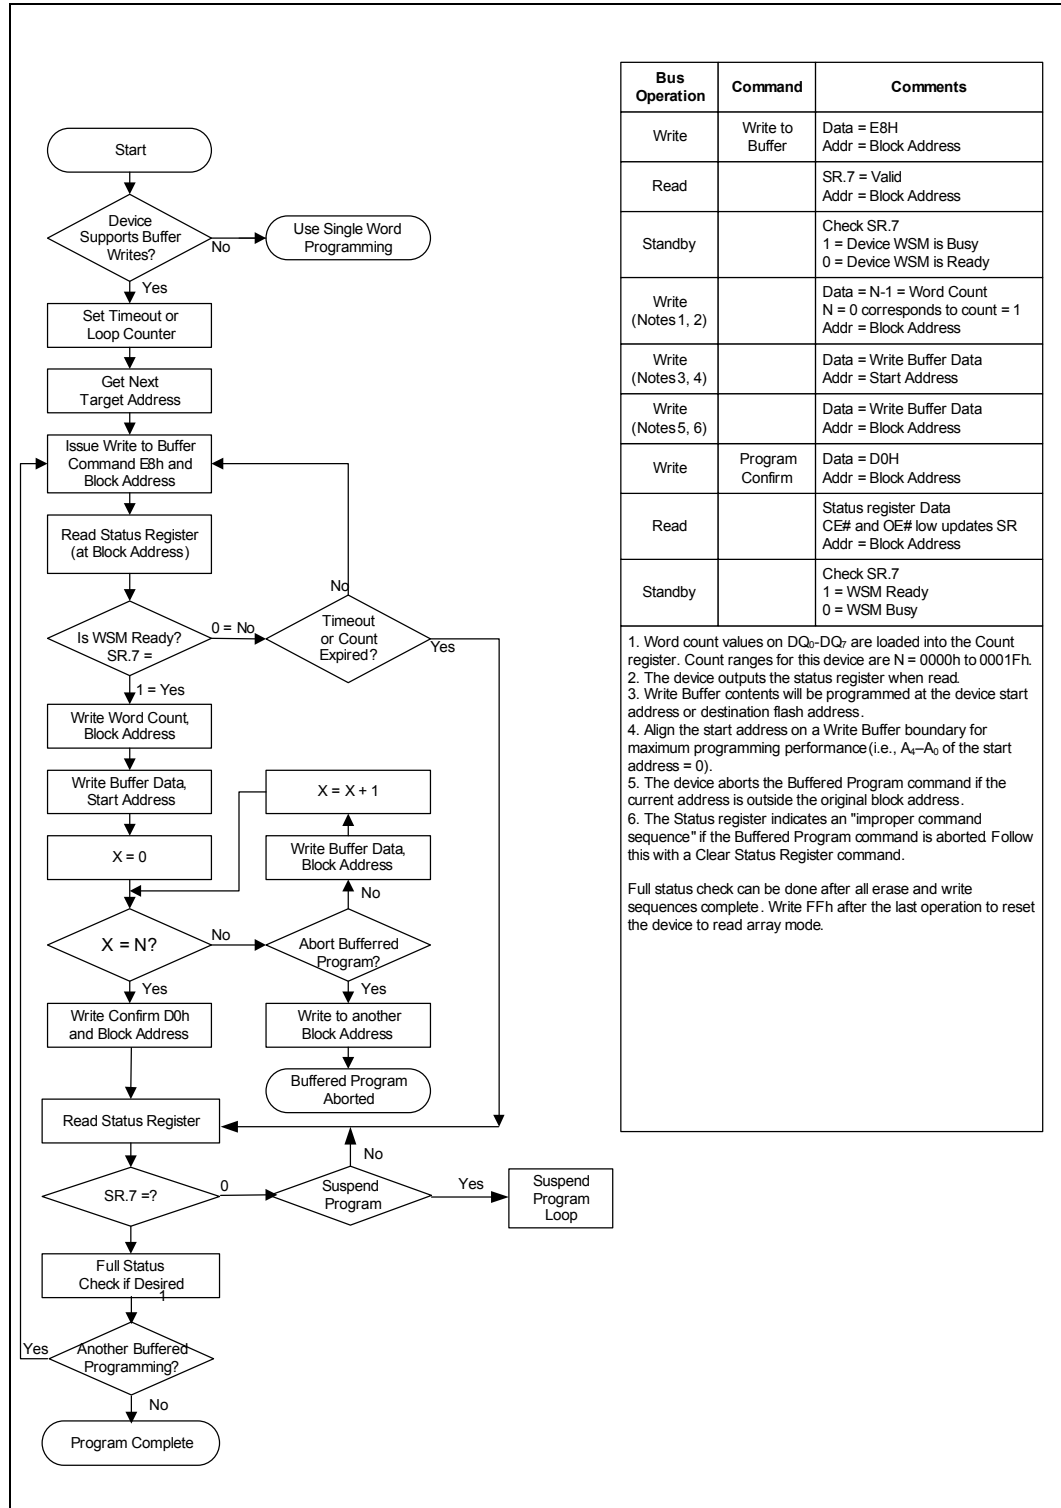 Start
Device
Supports Buffer
Writes?
No
Use Single Word
Programming
Yes
Set Timeout or
Loop Counter
Get Next
Target Address
Issue Write to Buffer
Command E8h and
Block Address
Read Status Register
(at Block Address)
No
Is WSM Ready?
SR.7 =
0 = No
Timeout
or Count
Expired?
Yes
1 = Yes
Write Word Count,
Block Address
Write Buffer Data,
Start Address
X = X + 1
X = 0
Write Buffer Data,
Block Address
No
X = N?
No
Abort Bufferred
Program?
Yes
Yes
Write Confirm D0h
and Block Address
Write to another
Block Address
Buffered Program
Aborted
Read Status Register
No
SR.7 =?
0
Suspend
Program
Yes
Suspend
Program
Loop
Full Status
Check if Desired
1
Yes
Another Buffered
Programming?
No
Program Complete
Bus
Operation
Command
Comments
Write
Write to
Buffer
Data = E8H
Addr = Block Address
Read
SR.7 = Valid
Addr = Block Address
Standby
Check SR.7
1 = Device WSM is Busy
0 = Device WSM is Ready
Write
(Notes 1, 2)
Data = N-1 = Word Count
N = 0 corresponds to count = 1
Addr = Block Address
Write
(Notes 3, 4)
Data = Write Buffer Data
Addr = Start Address
Write
(Notes 5, 6)
Data = Write Buffer Data
Addr = Block Address
Write
Program
Confirm
Data = D0H
Addr = Block Address
Read
Status register Data
CE# and OE# low updates SR
Addr = Block Address
Standby
Check SR.7
1 = WSM Ready
0 = WSM Busy
1. Word count values on DQ0-DQ7 are loaded into the Count
register. Count ranges for this device are N = 0000h to 0001Fh.
2. The device outputs the status register when read.
3. Write Buffer contents will be programmed at the device start
address or destination flash address.
4. Align the start address on a Write Buffer boundary for
maximum programming performance (i.e., A4–A0 of the start
address = 0).
5. The device aborts the Buffered Program command if the
current address is outside the original block address.
6. The Status register indicates an "improper command
sequence" if the Buffered Program command is aborted. Follow
this with a Clear Status Register command.
Full status check can be done after all erase and write
sequences complete. Write FFh after the last operation to reset
the device to read array mode.